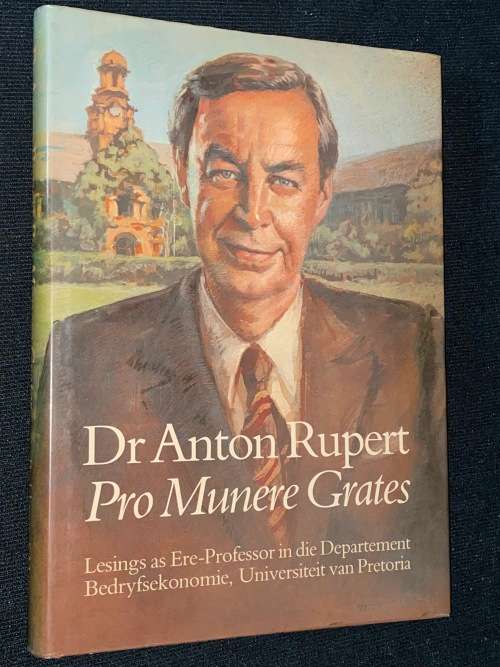 Dr Anton Rupert
Pro Munere Grates
Lesings as Ere-Professor in die Departement
Bedryfsekonomie, Universiteit van Pretoria